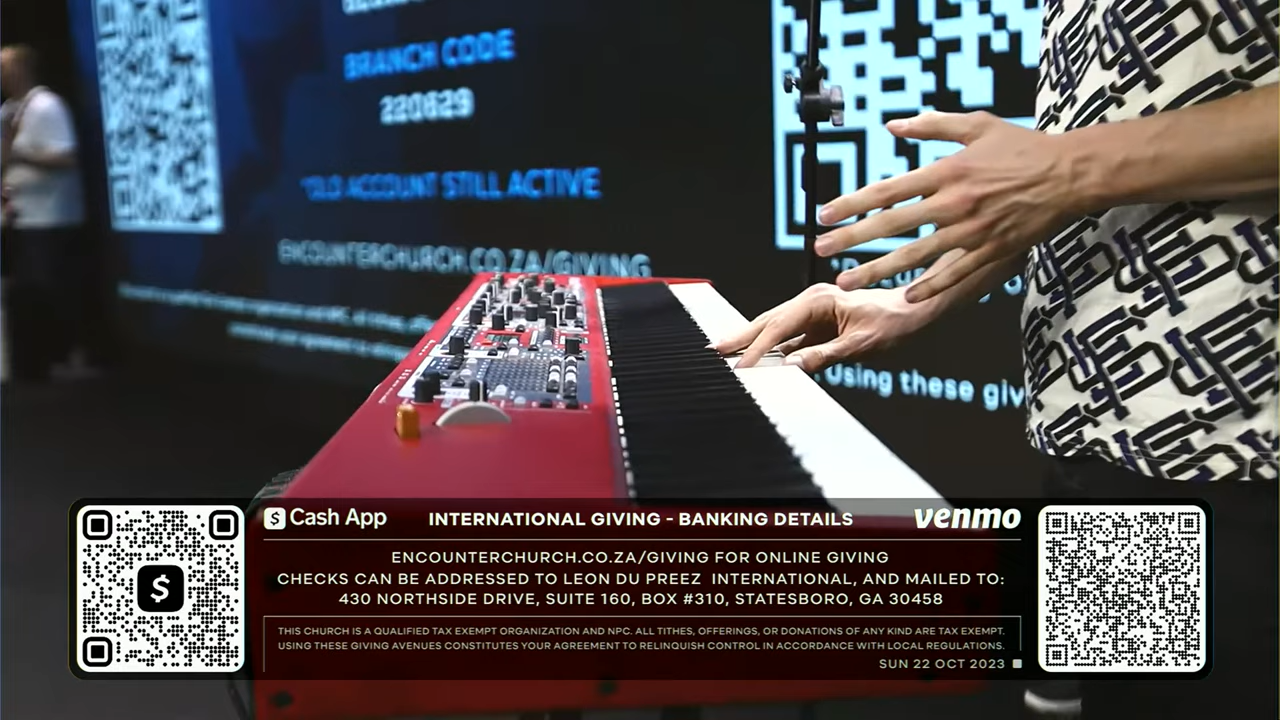 BRANCH CODE
220629
ACCOUNT STILL ACTIVE
ENCOUNTERCHURCH.CO.ZA/GIVING
Using these giv
$ Cash App
INTERNATIONAL GIVING - BANKING DETAILS
venmo
ENCOUNTERCHURCH.CO.ZA/GIVING FOR ONLINE GIVING
CHECKS CAN BE ADDRESSED TO LEON DU PREEZ INTERNATIONAL, AND MAILED TO:
430 NORTHSIDE DRIVE, SUITE 160, BOX #310, STATESBORO, GA 30458
THIS CHURCH IS A QUALIFIED TAX EXEMPT ORGANIZATION AND NPC. ALL TITHES, OFFERINGS, OR DONATIONS OF ANY KIND ARE TAX EXEMPT.
USING THESE GIVING AVENUES CONSTITUTES YOUR AGREEMENT TO RELINQUISH CONTROL IN ACCORDANCE WITH LOCAL REGULATIONS.
SUN 22 OCT 2023
$